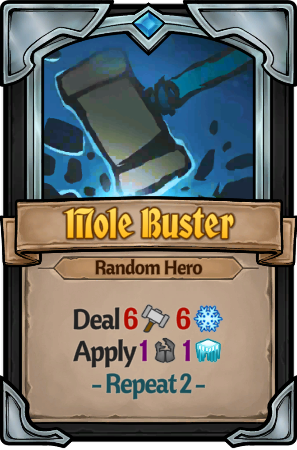 Mole Buster
Random Hero
Deal 6 6
Apply 1 1
- Repeat 2 -